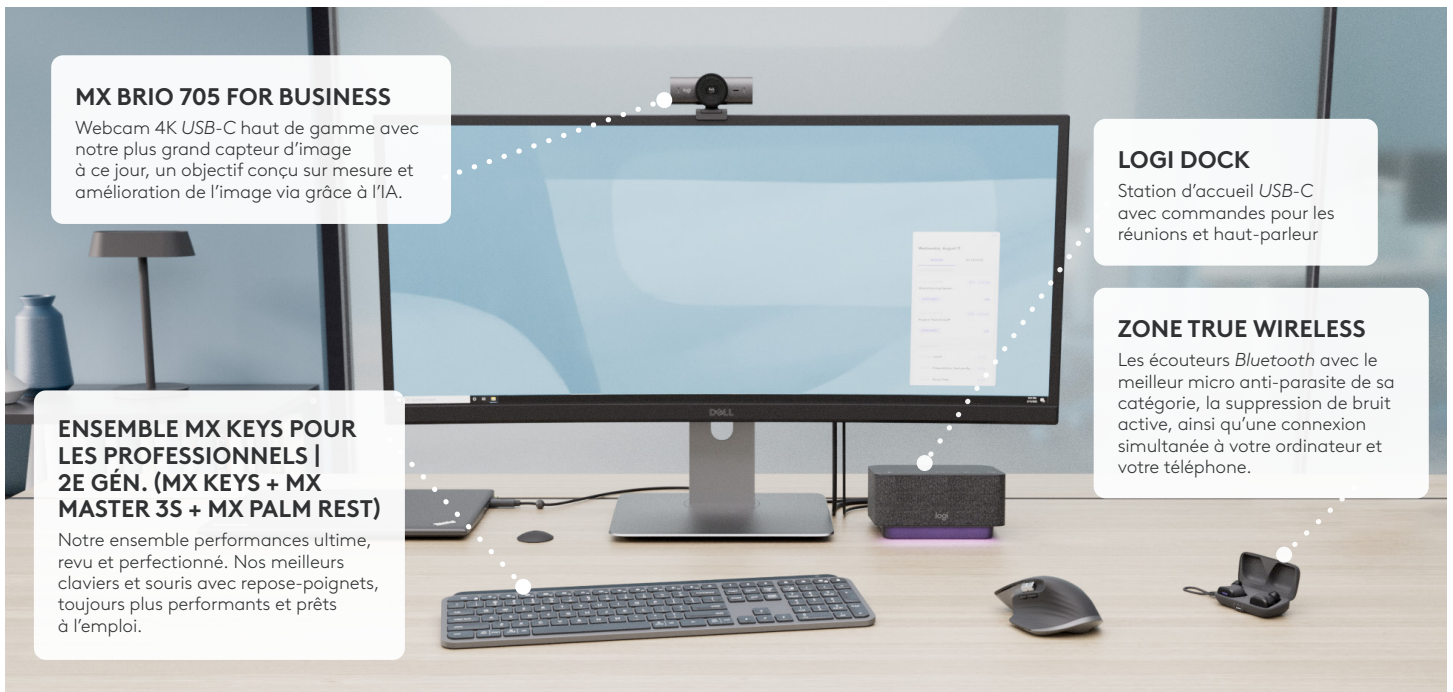 MX BRIO 705 FOR BUSINESS
Webcam 4K USB-C haut de gamme avec
notre plus grand capteur d’image
à ce jour, un objectif conçu sur mesure et
amélioration de l’image via grâce à l’IA.
LOGI DOCK
Station d’accueil USB-C
avec commandes pour les
réunions et haut-parleur
ZONE TRUE WIRELESS
Les écouteurs Bluetooth avec le
meilleur micro anti-parasite de sa
catégorie, la suppression de bruit
active, ainsi qu’une connexion
simultanée à votre ordinateur et
votre téléphone.
ENSEMBLE MX KEYS POUR
LES PROFESSIONNELS |
2E GÉN. (MX KEYS + MX
MASTER 3S + MX PALM REST)
Notre ensemble performances ultime,
revu et perfectionné. Nos meilleurs
claviers et souris avec repose-poignets,
toujours plus performants et prêts
à l’emploi.
DELL
logi